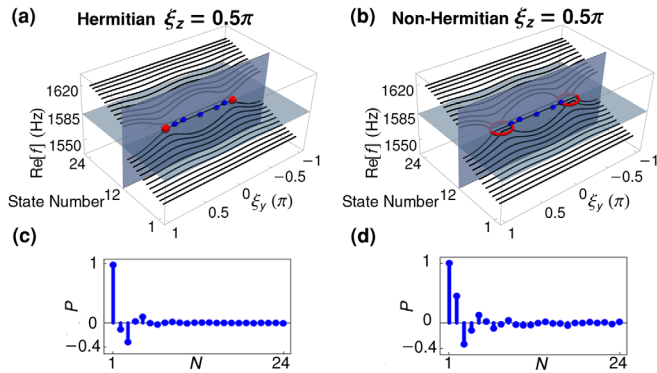 (a) Hermitian ξz = 0.5π
Re[f] (Hz)
1620
1585
1550
24
State Number 12
1
1
0.5
0
−0.5
−1
ξy (π)
(b) Non-Hermitian ξz = 0.5π
Re[f] (Hz)
1620
1585
1550
24
State Number 12
1
1
0.5
0
−0.5
−1
ξy (π)
(c)
P
1
0
−0.4
1
N
24
(d)
P
1
0
−0.4
1
N
24